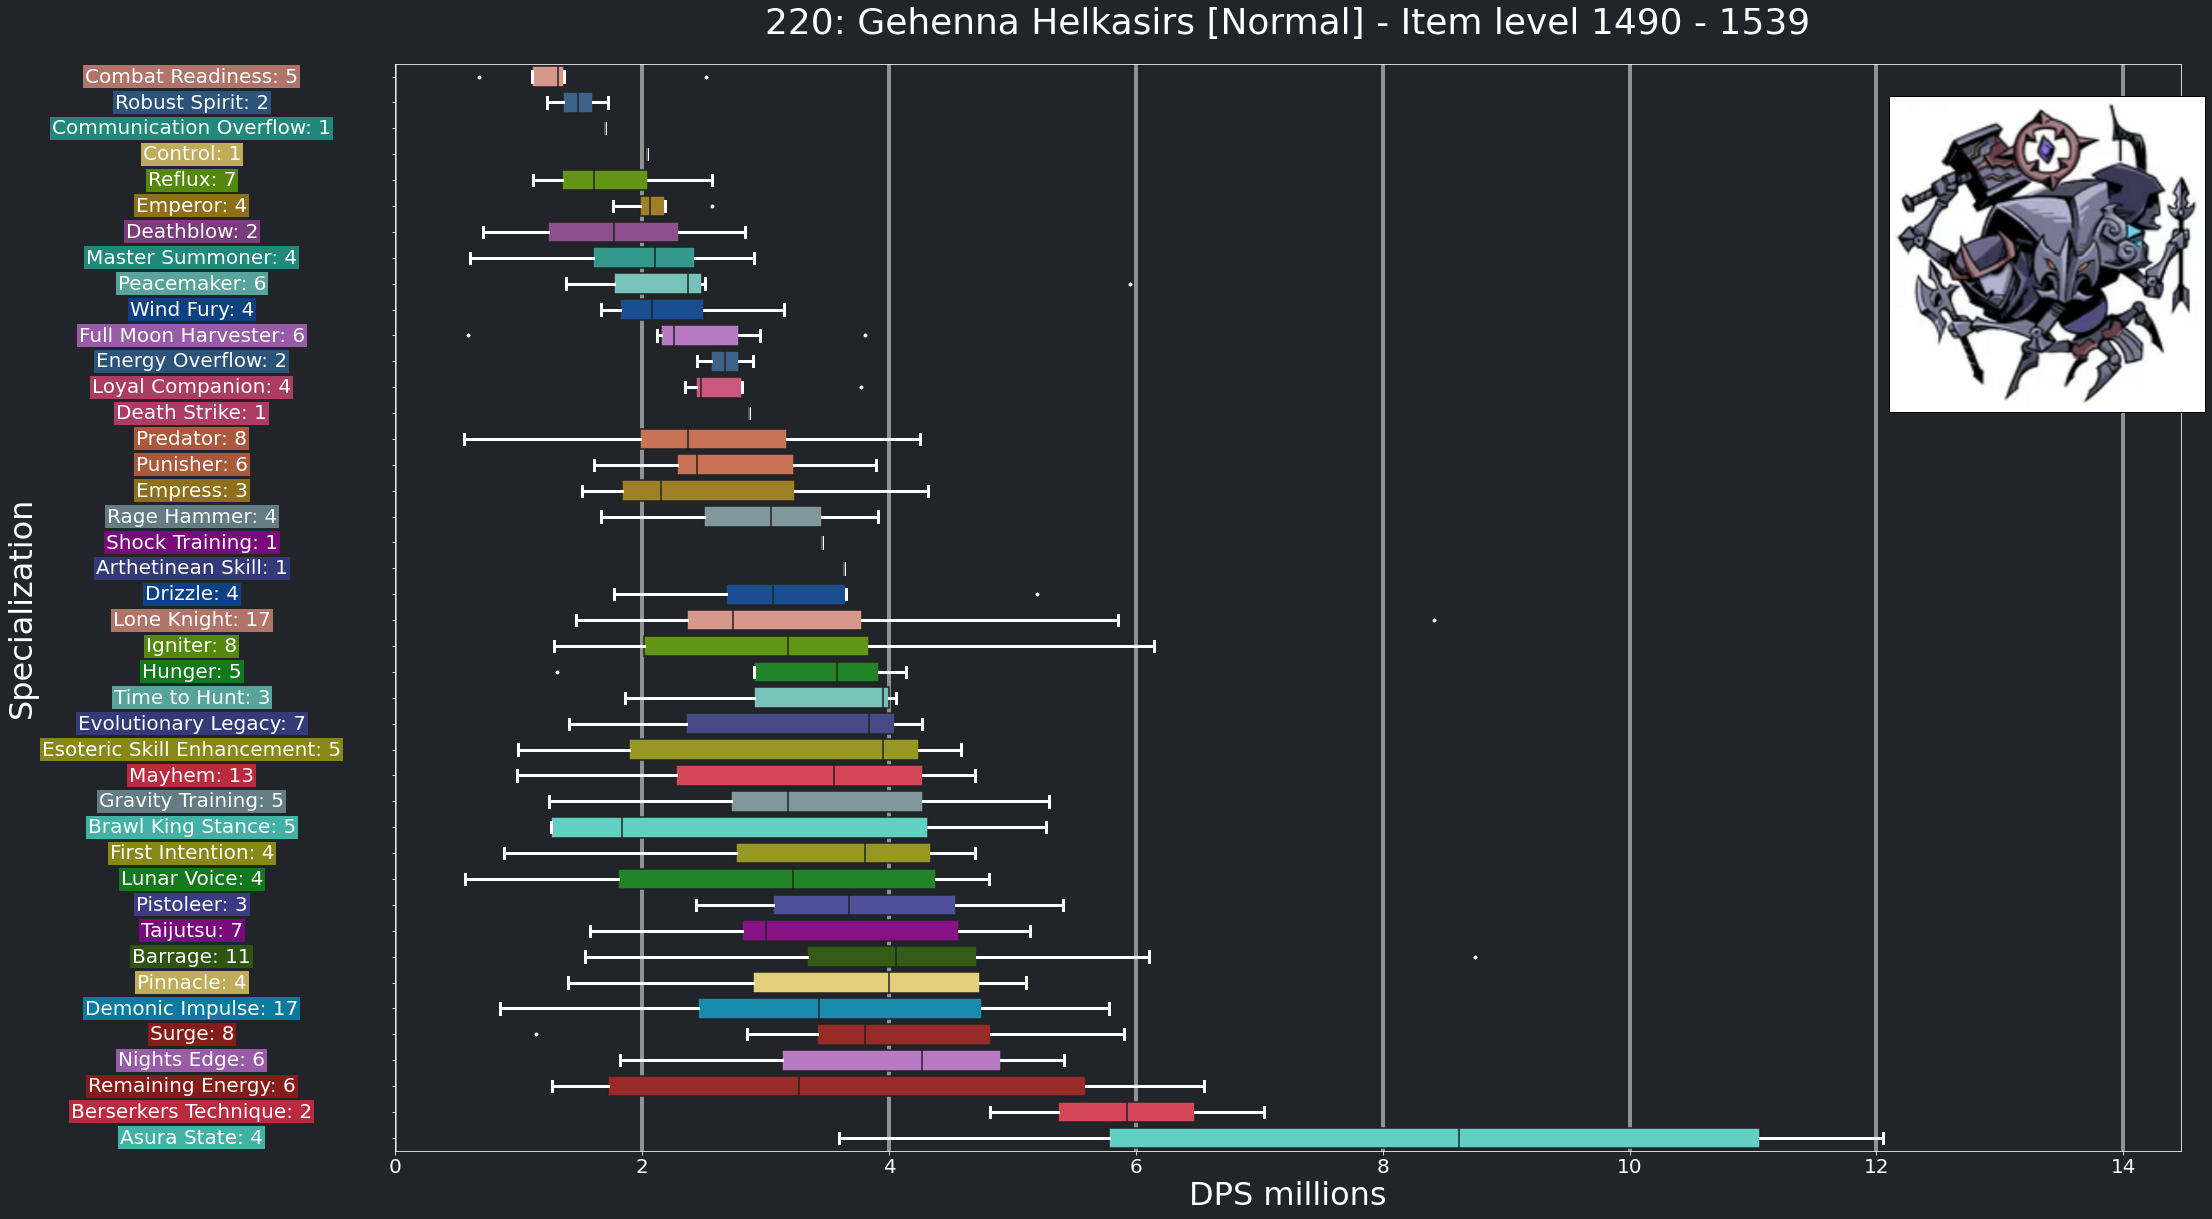 220: Gehenna Helkasirs [Normal] - Item level 1490 - 1539
Combat Readiness: 5
Robust Spirit: 2
Communication Overflow: 1
Control: 1
Reflux: 7
Emperor: 4
Deathblow: 2
Master Summoner: 4
Peacemaker: 6
Wind Fury: 4
Full Moon Harvester: 6
Energy Overflow: 2
Loyal Companion: 4
Death Strike: 1
Predator: 8
Punisher: 6
Empress: 3
Rage Hammer: 4
Shock Training: 1
Arthetinean Skill: 1
Drizzle: 4
Lone Knight: 17
Igniter: 8
Hunger: 5
Time to Hunt: 3
Evolutionary Legacy: 7
Esoteric Skill Enhancement: 5
Mayhem: 13
Gravity Training: 5
Brawl King Stance: 5
First Intention: 4
Lunar Voice: 4
Pistoleer: 3
Taijutsu: 7
Barrage: 11
Pinnacle: 4
Demonic Impulse: 17
Surge: 8
Nights Edge: 6
Remaining Energy: 6
Berserkers Technique: 2
Asura State: 4
Specialization
0 2 4 6 8 10 12 14
DPS millions